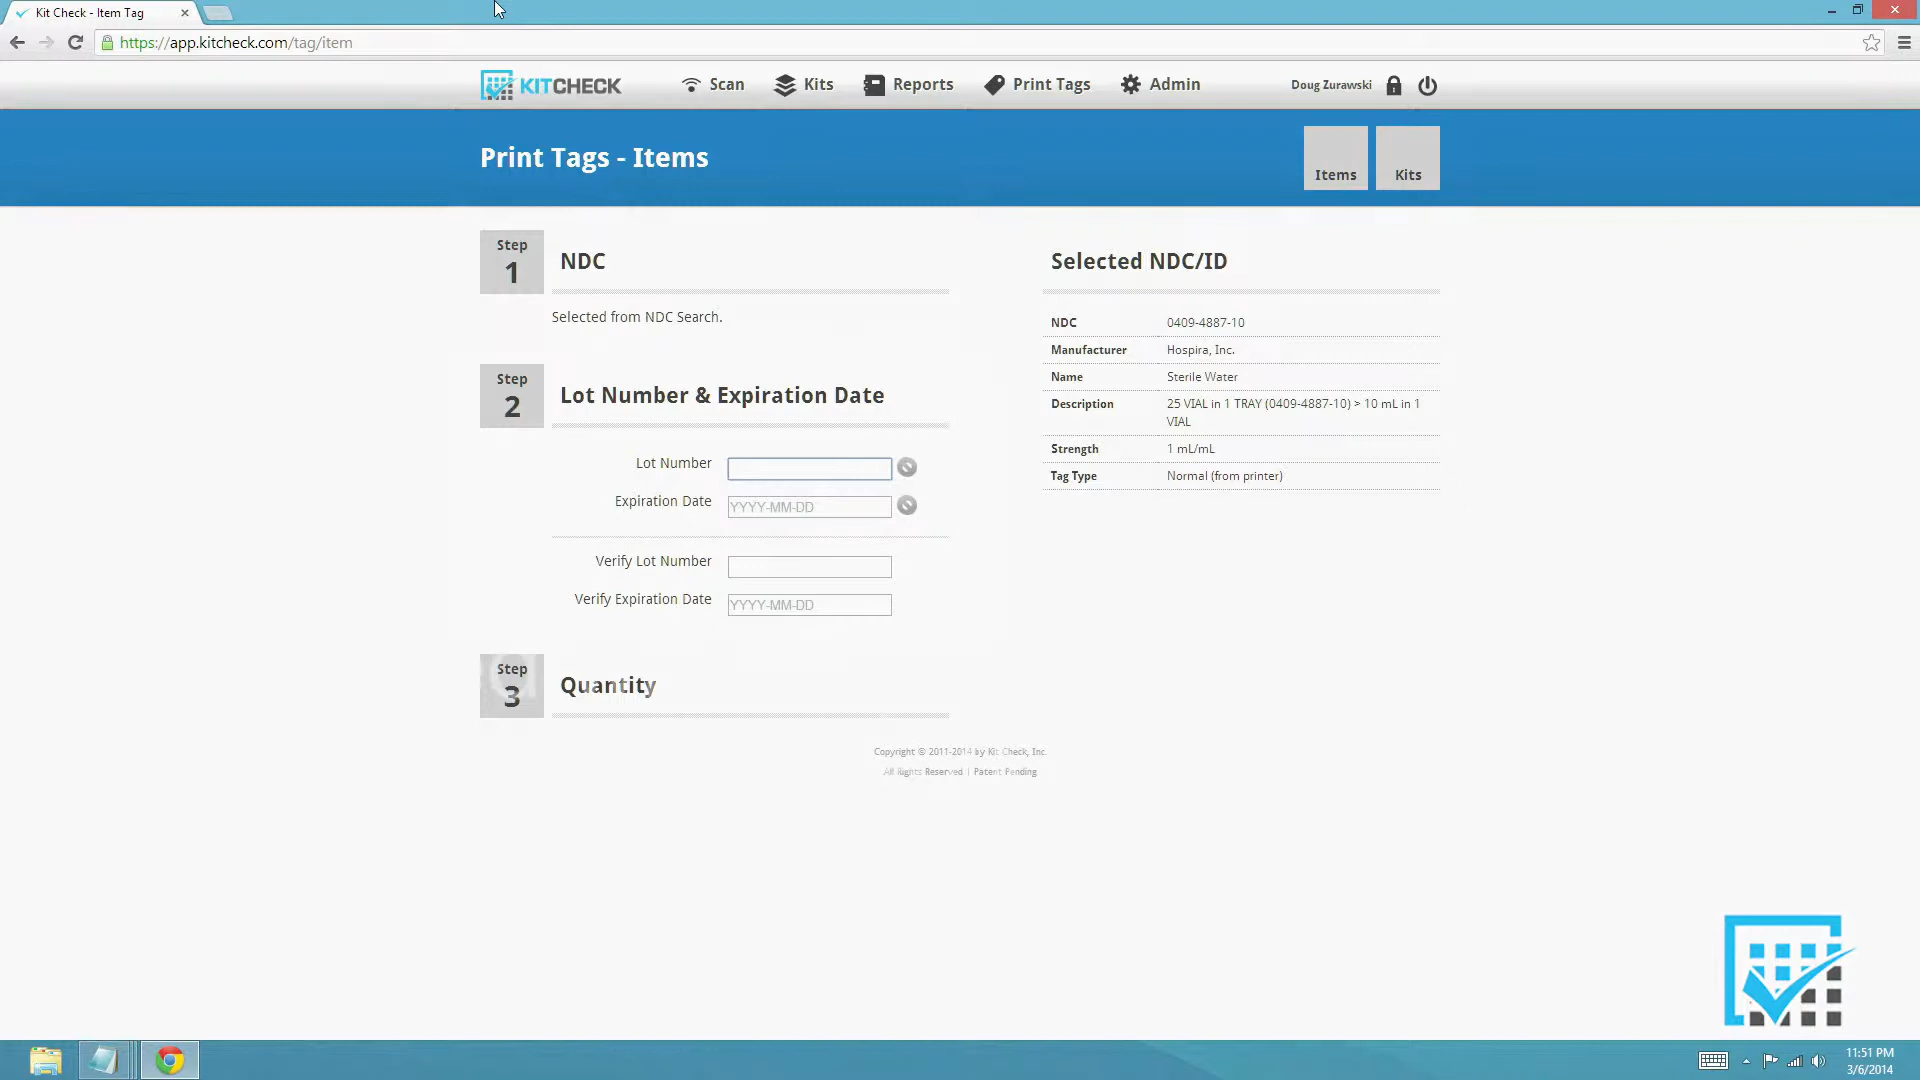 Kit Check - Item Tag
https://app.kitcheck.com/tag/item
KITCHECK
Scan
Kits
Reports
Print Tags
Admin
Doug Zurawski
Print Tags - Items
Items
Kits
Step
1
NDC
Selected from NDC Search.
Step
2
Lot Number & Expiration Date
Lot Number
Expiration Date
YYYY-MM-DD
Verify Lot Number
Verify Expiration Date
YYYY-MM-DD
Step
3
Quantity
Selected NDC/ID
NDC 0409-4887-10
Manufacturer Hospira, Inc.
Name Sterile Water
Description 25 VIAL in 1 TRAY (0409-4887-10) > 10 mL in 1
VIAL
Strength 1 mL/mL
Tag Type Normal (from printer)
Copyright © 2011-2014 by Kit Check, Inc.
All Rights Reserved | Patent Pending
11:51 PM
3/6/2014